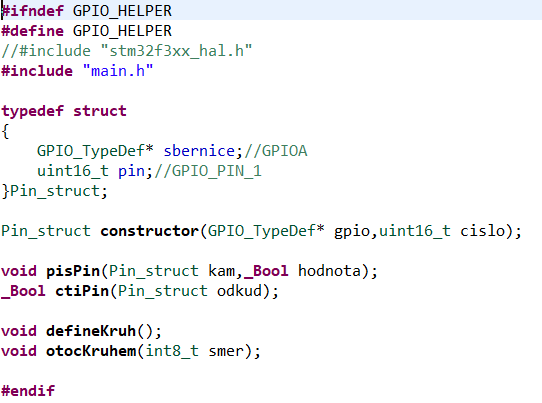 #ifndef GPIO_HELPER
#define GPIO_HELPER
//#include "stm32f3xx_hal.h"
#include "main.h"
typedef struct
{
GPIO_TypeDef* sbernice;//GPIOA
uint16_t pin;//GPIO_PIN_1
}Pin_struct;
Pin_struct constructor(GPIO_TypeDef* gpio,uint16_t cislo);
void pisPin(Pin_struct kam,_Bool hodnota);
_Bool ctiPin(Pin_struct odkud);
void defineKruh();
void otocKruhem(int8_t smer);
#endif